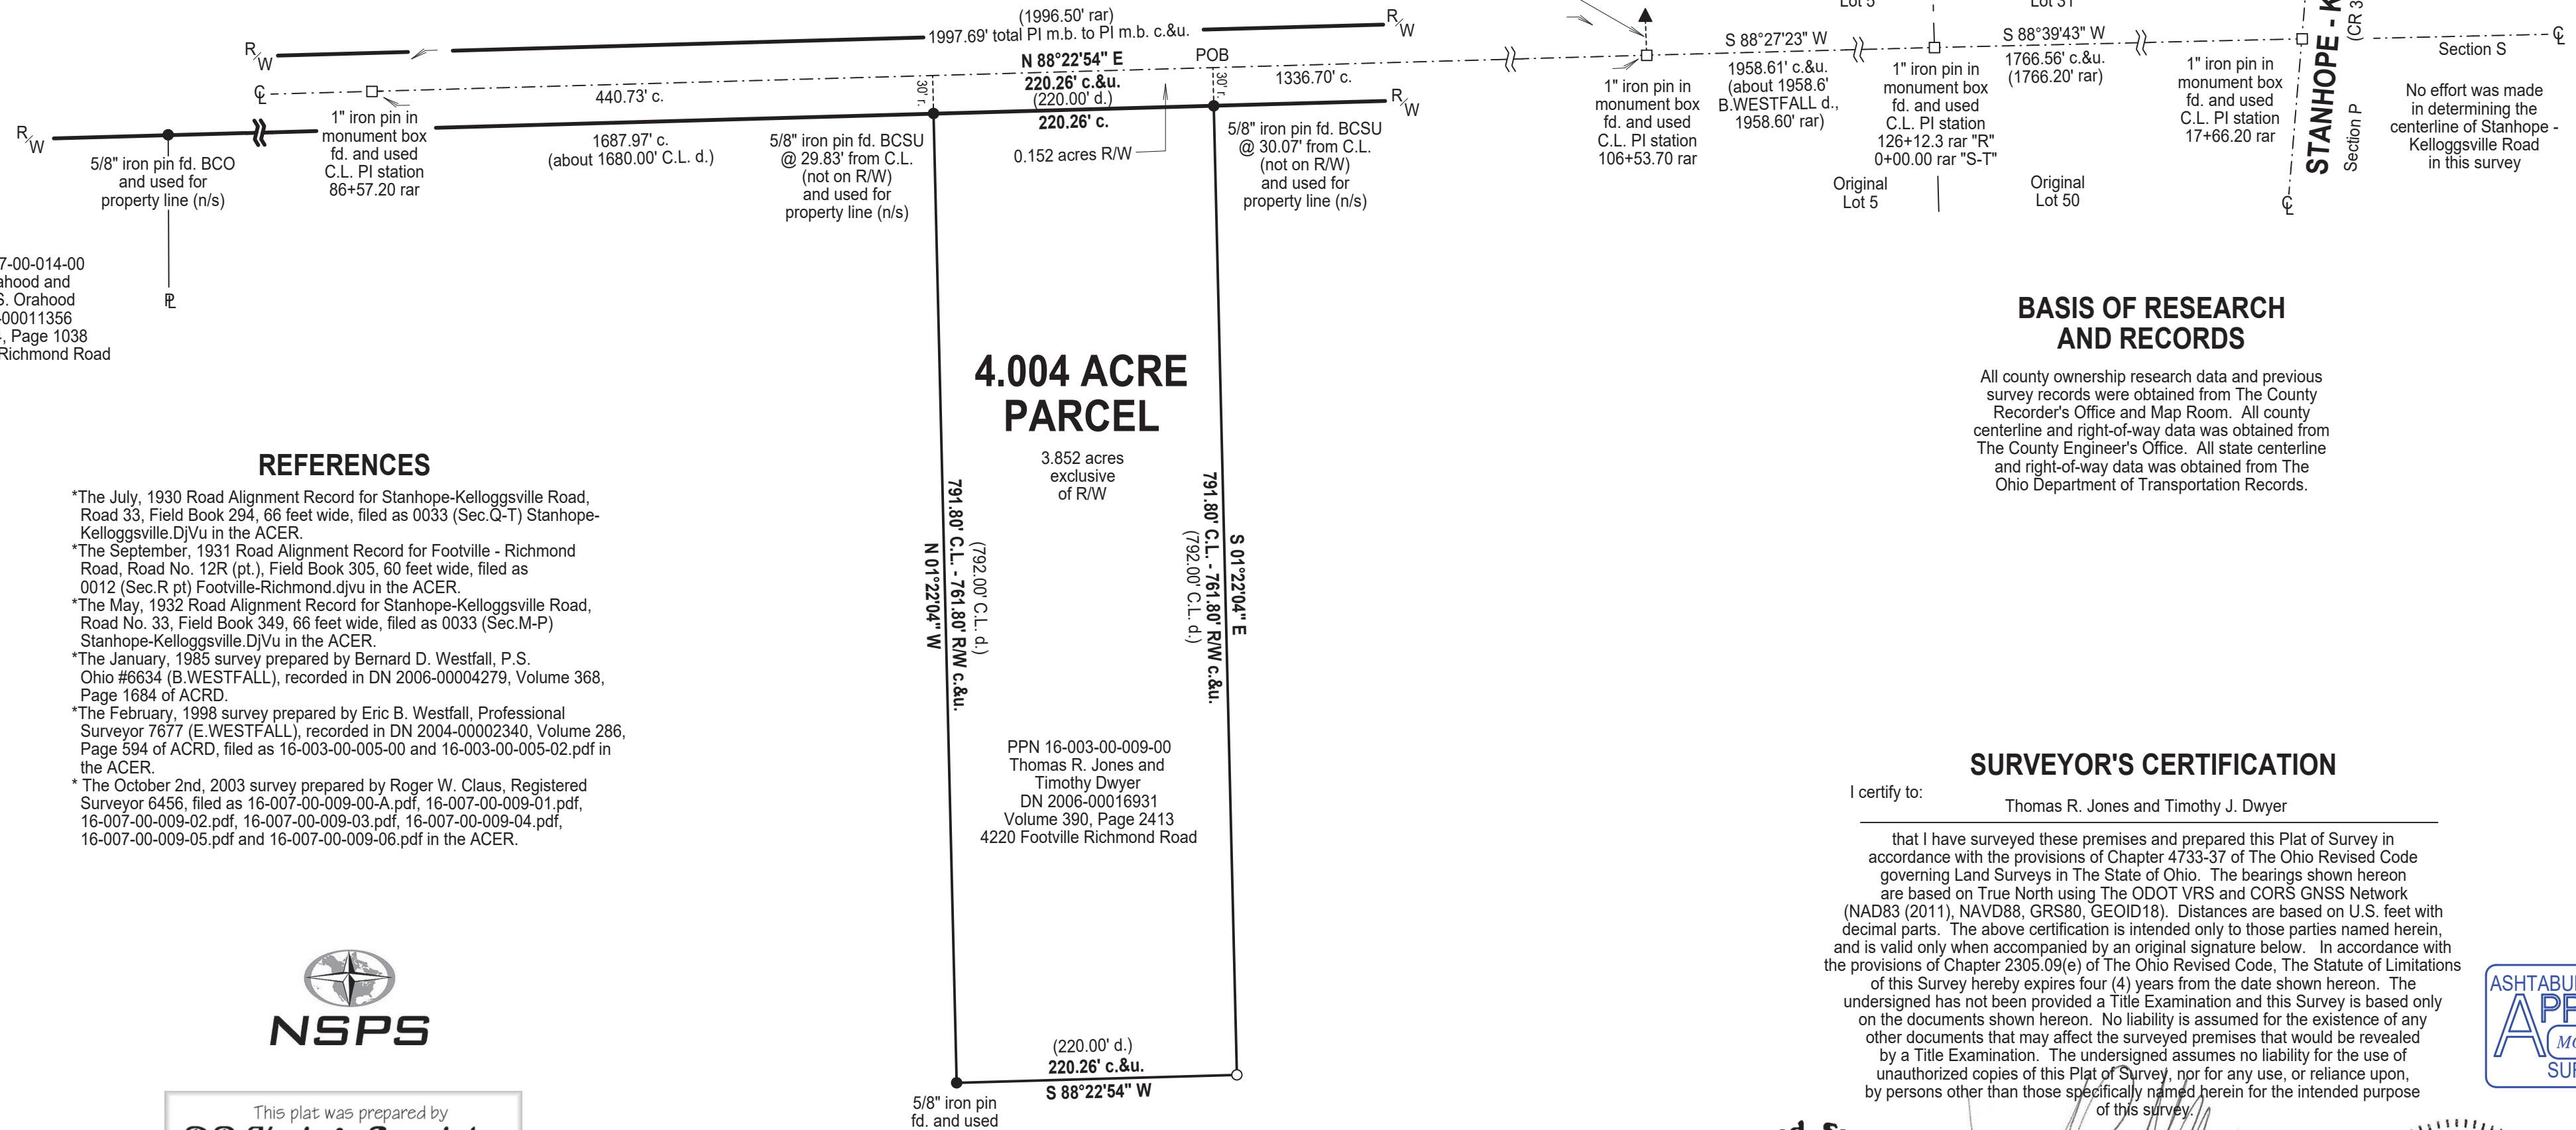 (1996.50' rar)
1997.69' total PI m.b. to PI m.b. c.&u.
R/W
R/W
N 88°22'54" E
POB
220.26' c.&u.
(220.00' d.)
220.26' c.
440.73' c.
1336.70' c.
30' r.
30' r.
R/W
R/W
5/8" iron pin fd. BCO
and used for
property line (n/s)
1" iron pin in
monument box
fd. and used
C.L. PI station
86+57.20 rar
1687.97' c.
(about 1680.00' C.L. d.)
5/8" iron pin fd. BCSU
@ 29.83' from C.L.
(not on R/W)
and used for
property line (n/s)
0.152 acres R/W
5/8" iron pin fd. BCSU
@ 30.07' from C.L.
(not on R/W)
and used for
property line (n/s)
1" iron pin in
monument box
fd. and used
C.L. PI station
106+53.70 rar
S 88°27'23" W
1958.61' c.&u.
(about 1958.6'
B.WESTFALL d.,
1958.60' rar)
Lot 5
Lot 31
1" iron pin in
monument box
fd. and used
C.L. PI station
126+12.3 rar "R"
0+00.00 rar "S-T"
S 88°39'43" W
1766.56' c.&u.
(1766.20' rar)
Original
Lot 5
Original
Lot 50
1" iron pin in
monument box
fd. and used
C.L. PI station
17+66.20 rar
STANHOPE - K
(CR 3
Section P
Section S
No effort was made
in determining the
centerline of Stanhope -
Kelloggsville Road
in this survey
7-00-014-00
ahood and
S. Orahood
-00011356
, Page 1038
Richmond Road
4.004 ACRE
PARCEL
3.852 acres
exclusive
of R/W
N 01°22'04" W
791.80' C.L. - 761.80' R/W c.&u.
(792.00' C.L. d.)
(792.00' C.L. d.)
791.80' C.L. - 761.80' R/W c.&u.
S 01°22'04" E
PPN 16-003-00-009-00
Thomas R. Jones and
Timothy Dwyer
DN 2006-00016931
Volume 390, Page 2413
4220 Footville Richmond Road
(220.00' d.)
220.26' c.&u.
S 88°22'54" W
5/8" iron pin
fd. and used
REFERENCES
*The July, 1930 Road Alignment Record for Stanhope-Kelloggsville Road,
Road 33, Field Book 294, 66 feet wide, filed as 0033 (Sec.Q-T) Stanhope-
Kelloggsville.DjVu in the ACER.
*The September, 1931 Road Alignment Record for Footville - Richmond
Road, Road No. 12R (pt.), Field Book 305, 60 feet wide, filed as
0012 (Sec.R pt) Footville-Richmond.djvu in the ACER.
*The May, 1932 Road Alignment Record for Stanhope-Kelloggsville Road,
Road No. 33, Field Book 349, 66 feet wide, filed as 0033 (Sec.M-P)
Stanhope-Kelloggsville.DjVu in the ACER.
*The January, 1985 survey prepared by Bernard D. Westfall, P.S.
Ohio #6634 (B.WESTFALL), recorded in DN 2006-00004279, Volume 368,
Page 1684 of ACRD.
*The February, 1998 survey prepared by Eric B. Westfall, Professional
Surveyor 7677 (E.WESTFALL), recorded in DN 2004-00002340, Volume 286,
Page 594 of ACRD, filed as 16-003-00-005-00 and 16-003-00-005-02.pdf in
the ACER.
* The October 2nd, 2003 survey prepared by Roger W. Claus, Registered
Surveyor 6456, filed as 16-007-00-009-00-A.pdf, 16-007-00-009-01.pdf,
16-007-00-009-02.pdf, 16-007-00-009-03.pdf, 16-007-00-009-04.pdf,
16-007-00-009-05.pdf and 16-007-00-009-06.pdf in the ACER.
NSPS
This plat was prepared by
BASIS OF RESEARCH
AND RECORDS
All county ownership research data and previous
survey records were obtained from The County
Recorder's Office and Map Room. All county
centerline and right-of-way data was obtained from
The County Engineer's Office. All state centerline
and right-of-way data was obtained from The
Ohio Department of Transportation Records.
SURVEYOR'S CERTIFICATION
I certify to:
Thomas R. Jones and Timothy J. Dwyer
that I have surveyed these premises and prepared this Plat of Survey in
accordance with the provisions of Chapter 4733-37 of The Ohio Revised Code
governing Land Surveys in The State of Ohio. The bearings shown hereon
are based on True North using The ODOT VRS and CORS GNSS Network
(NAD83 (2011), NAVD88, GRS80, GEOID18). Distances are based on U.S. feet with
decimal parts. The above certification is intended only to those parties named herein,
and is valid only when accompanied by an original signature below. In accordance with
the provisions of Chapter 2305.09(e) of The Ohio Revised Code, The Statute of Limitations
of this Survey hereby expires four (4) years from the date shown hereon. The
undersigned has not been provided a Title Examination and this Survey is based only
on the documents shown hereon. No liability is assumed for the existence of any
other documents that may affect the surveyed premises that would be revealed
by a Title Examination. The undersigned assumes no liability for the use of
unauthorized copies of this Plat of Survey, nor for any use, or reliance upon,
by persons other than those specifically named herein for the intended purpose
of this survey.
ASHTABU
APP
MO
SUR